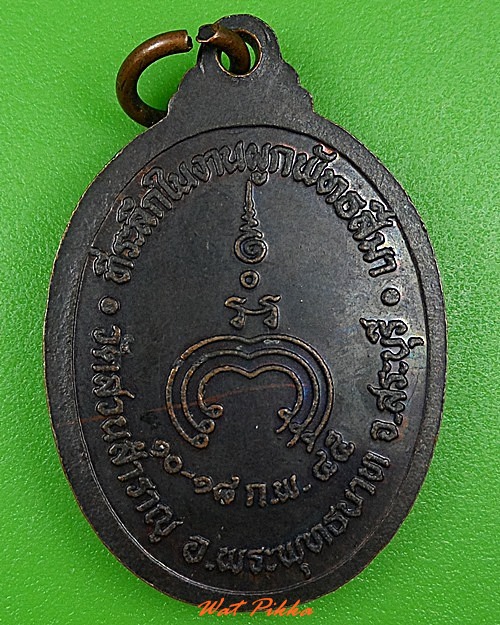 ที่ระลึกในงานผูกพัทธสีมา
วัดสวนสำราญ อ.พระพุทธบาท อ.สระบุรี
๑๐-๑๘ ก.พ. ๔๕
Wat Pikka